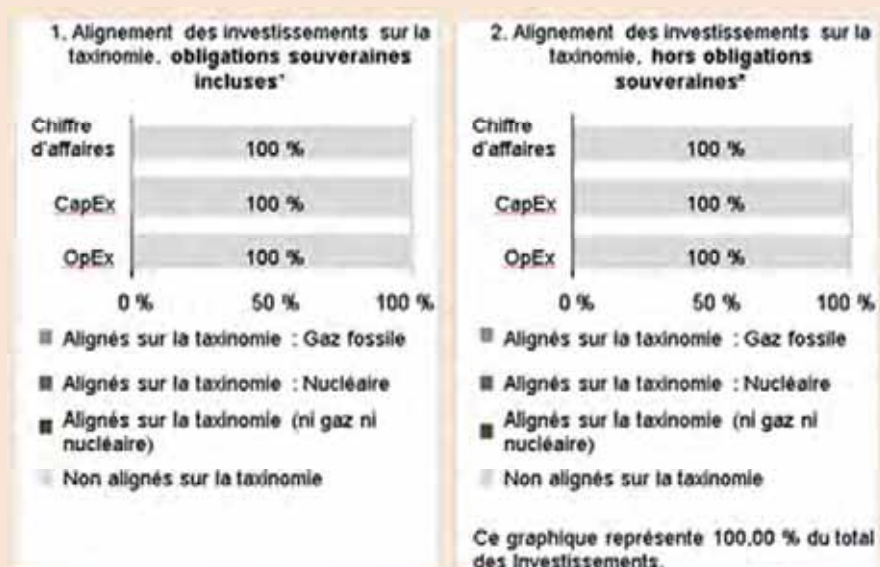 1. Alignement des investissements sur la
taxinomie, obligations souveraines
incluses*
Chiffre
d'affaires
100 %
CapEx
100 %
OpEx
100 %
0 %
50 %
100 %
Alignés sur la taxinomie : Gaz fossile
Alignés sur la taxinomie : Nucléaire
Alignés sur la taxinomie (ni gaz ni
nucléaire)
Non alignés sur la taxinomie
2. Alignement des investissements sur la
taxinomie, hors obligations
souveraines*
Chiffre
d'affaires
100 %
CapEx
100 %
OpEx
100 %
0 %
50 %
100 %
Alignés sur la taxinomie : Gaz fossile
Alignés sur la taxinomie : Nucléaire
Alignés sur la taxinomie (ni gaz ni
nucléaire)
Non alignés sur la taxinomie
Ce graphique représente 100.00 % du total
des Investissements.